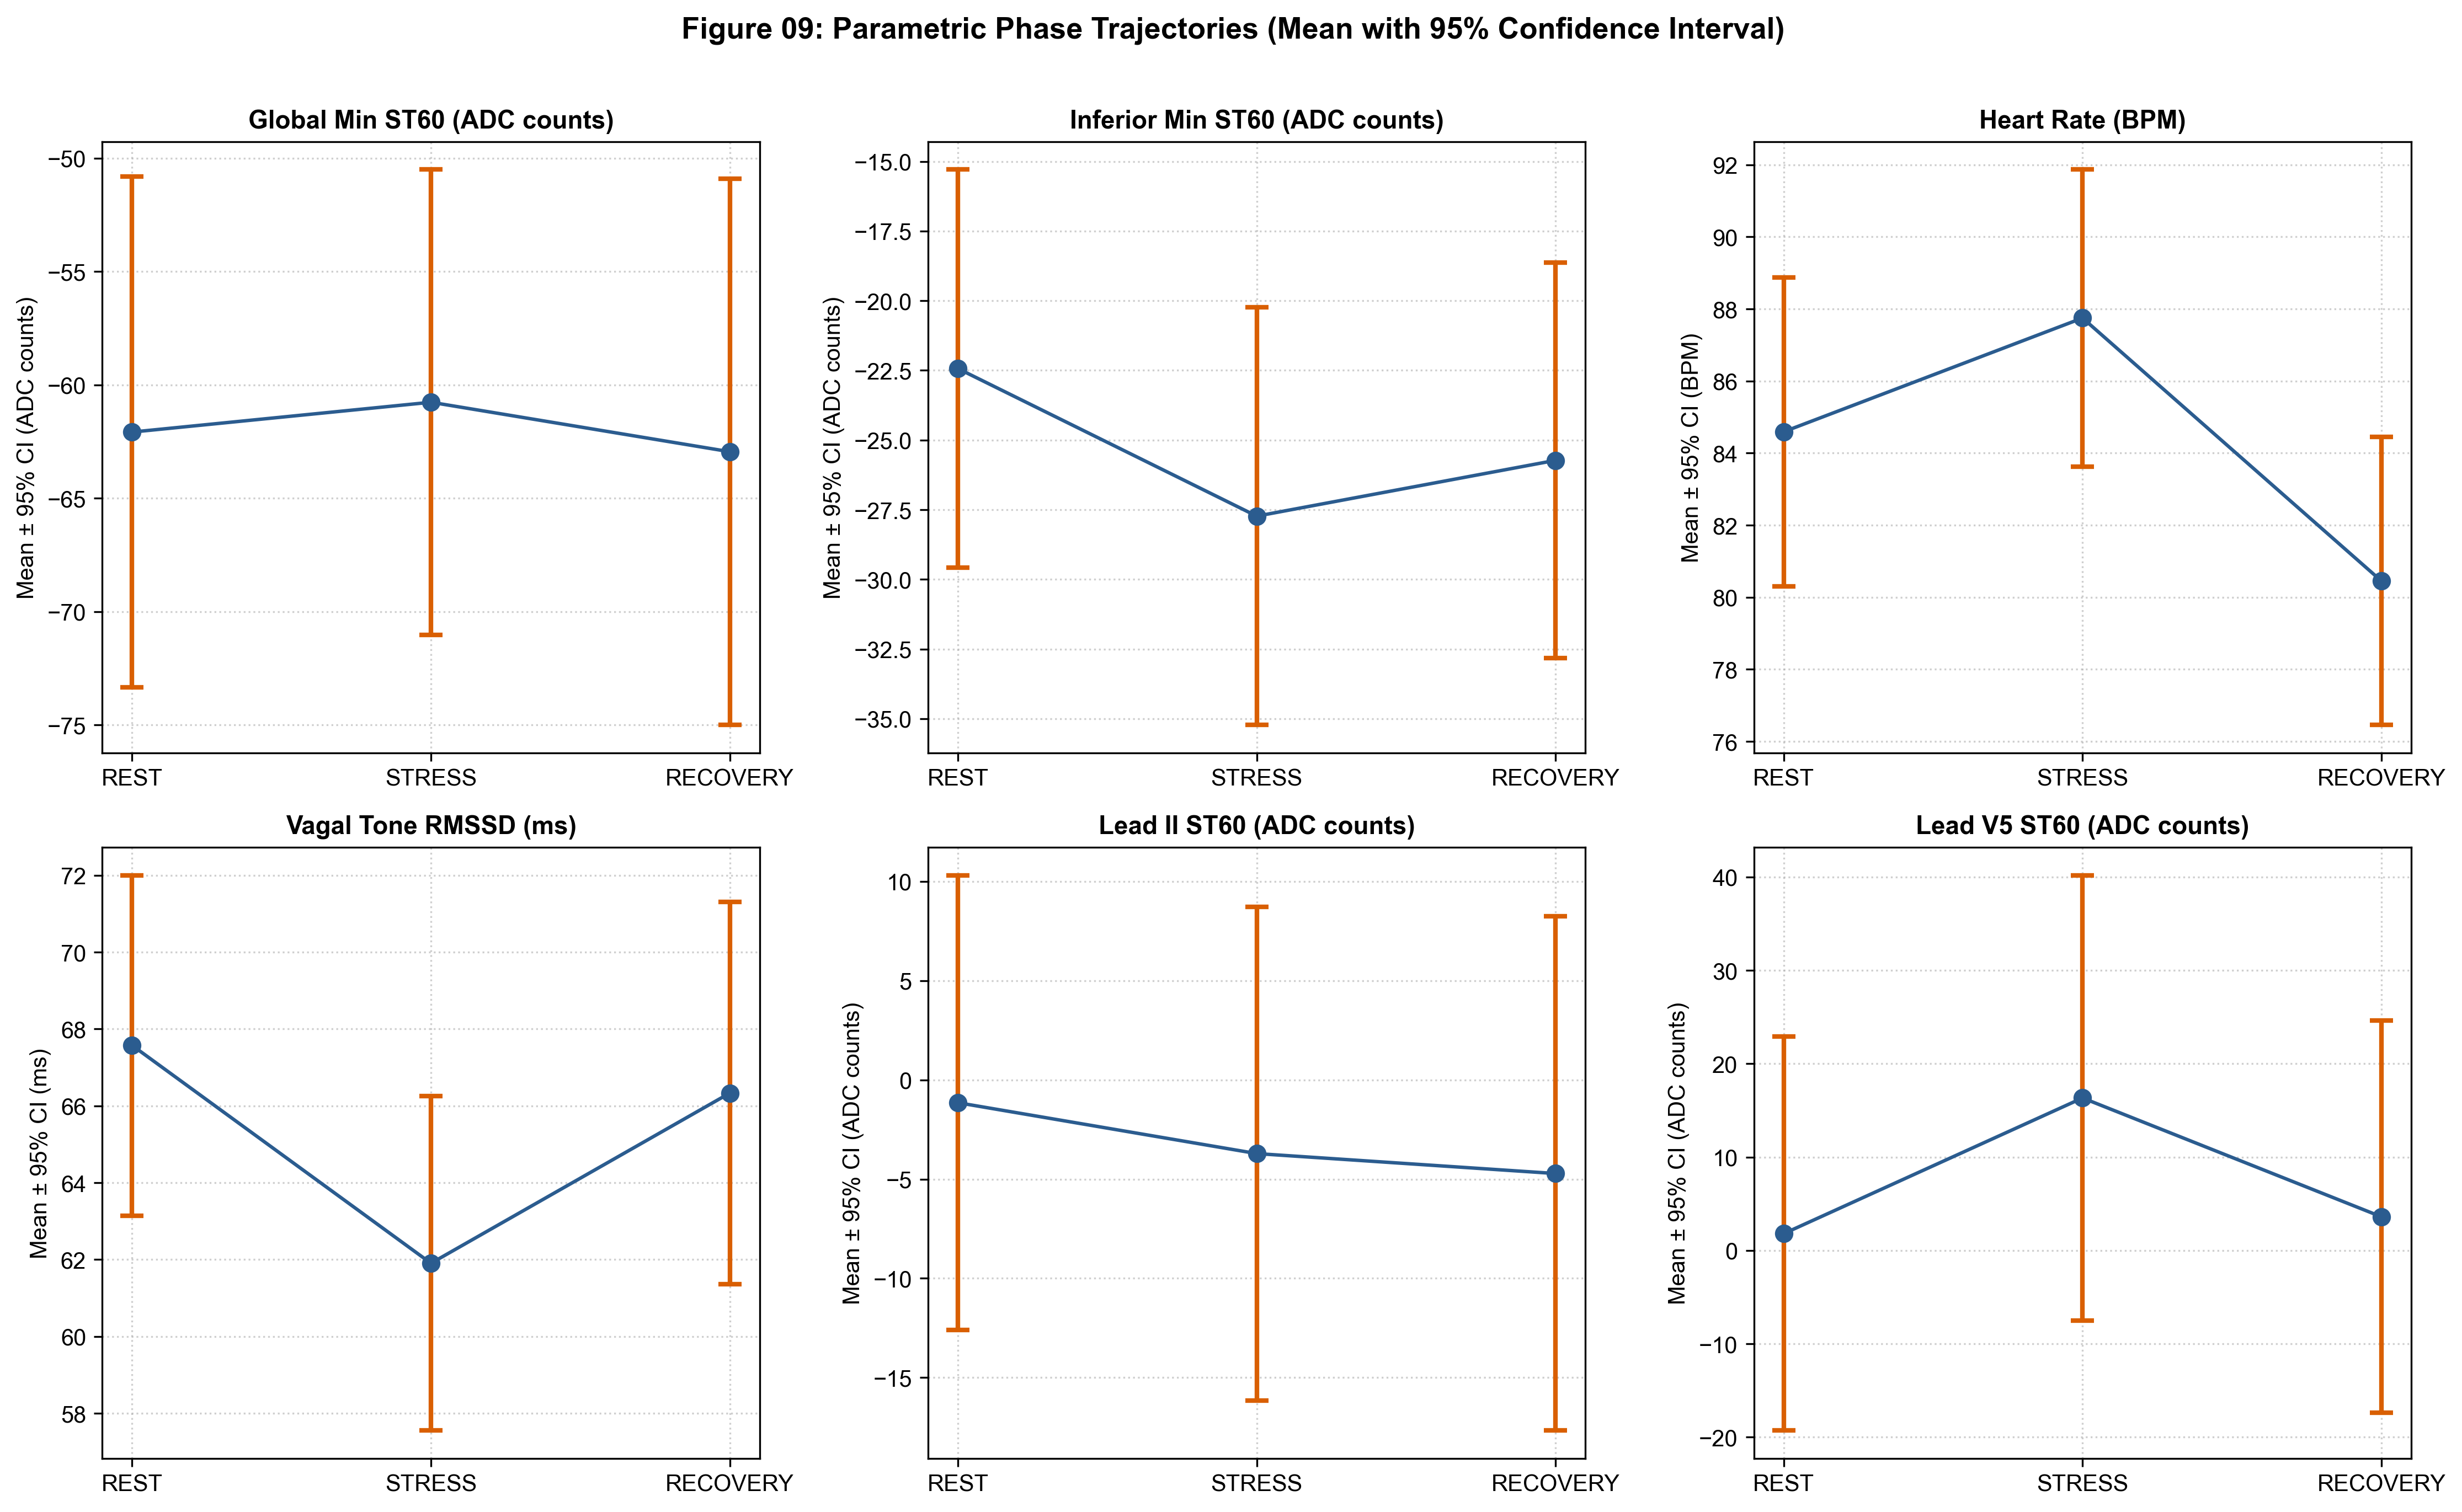 Figure 09: Parametric Phase Trajectories (Mean with 95% Confidence Interval)
Global Min ST60 (ADC counts)
Mean ± 95% CI (ADC counts)
−50
−55
−60
−65
−70
−75
REST STRESS RECOVERY
Inferior Min ST60 (ADC counts)
Mean ± 95% CI (ADC counts)
−15.0
−17.5
−20.0
−22.5
−25.0
−27.5
−30.0
−32.5
−35.0
REST STRESS RECOVERY
Heart Rate (BPM)
Mean ± 95% CI (BPM)
92
90
88
86
84
82
80
78
76
REST STRESS RECOVERY
Vagal Tone RMSSD (ms)
Mean ± 95% CI (ms)
72
70
68
66
64
62
60
58
REST STRESS RECOVERY
Lead II ST60 (ADC counts)
Mean ± 95% CI (ADC counts)
10
5
0
−5
−10
−15
REST STRESS RECOVERY
Lead V5 ST60 (ADC counts)
Mean ± 95% CI (ADC counts)
40
30
20
10
0
−10
−20
REST STRESS RECOVERY